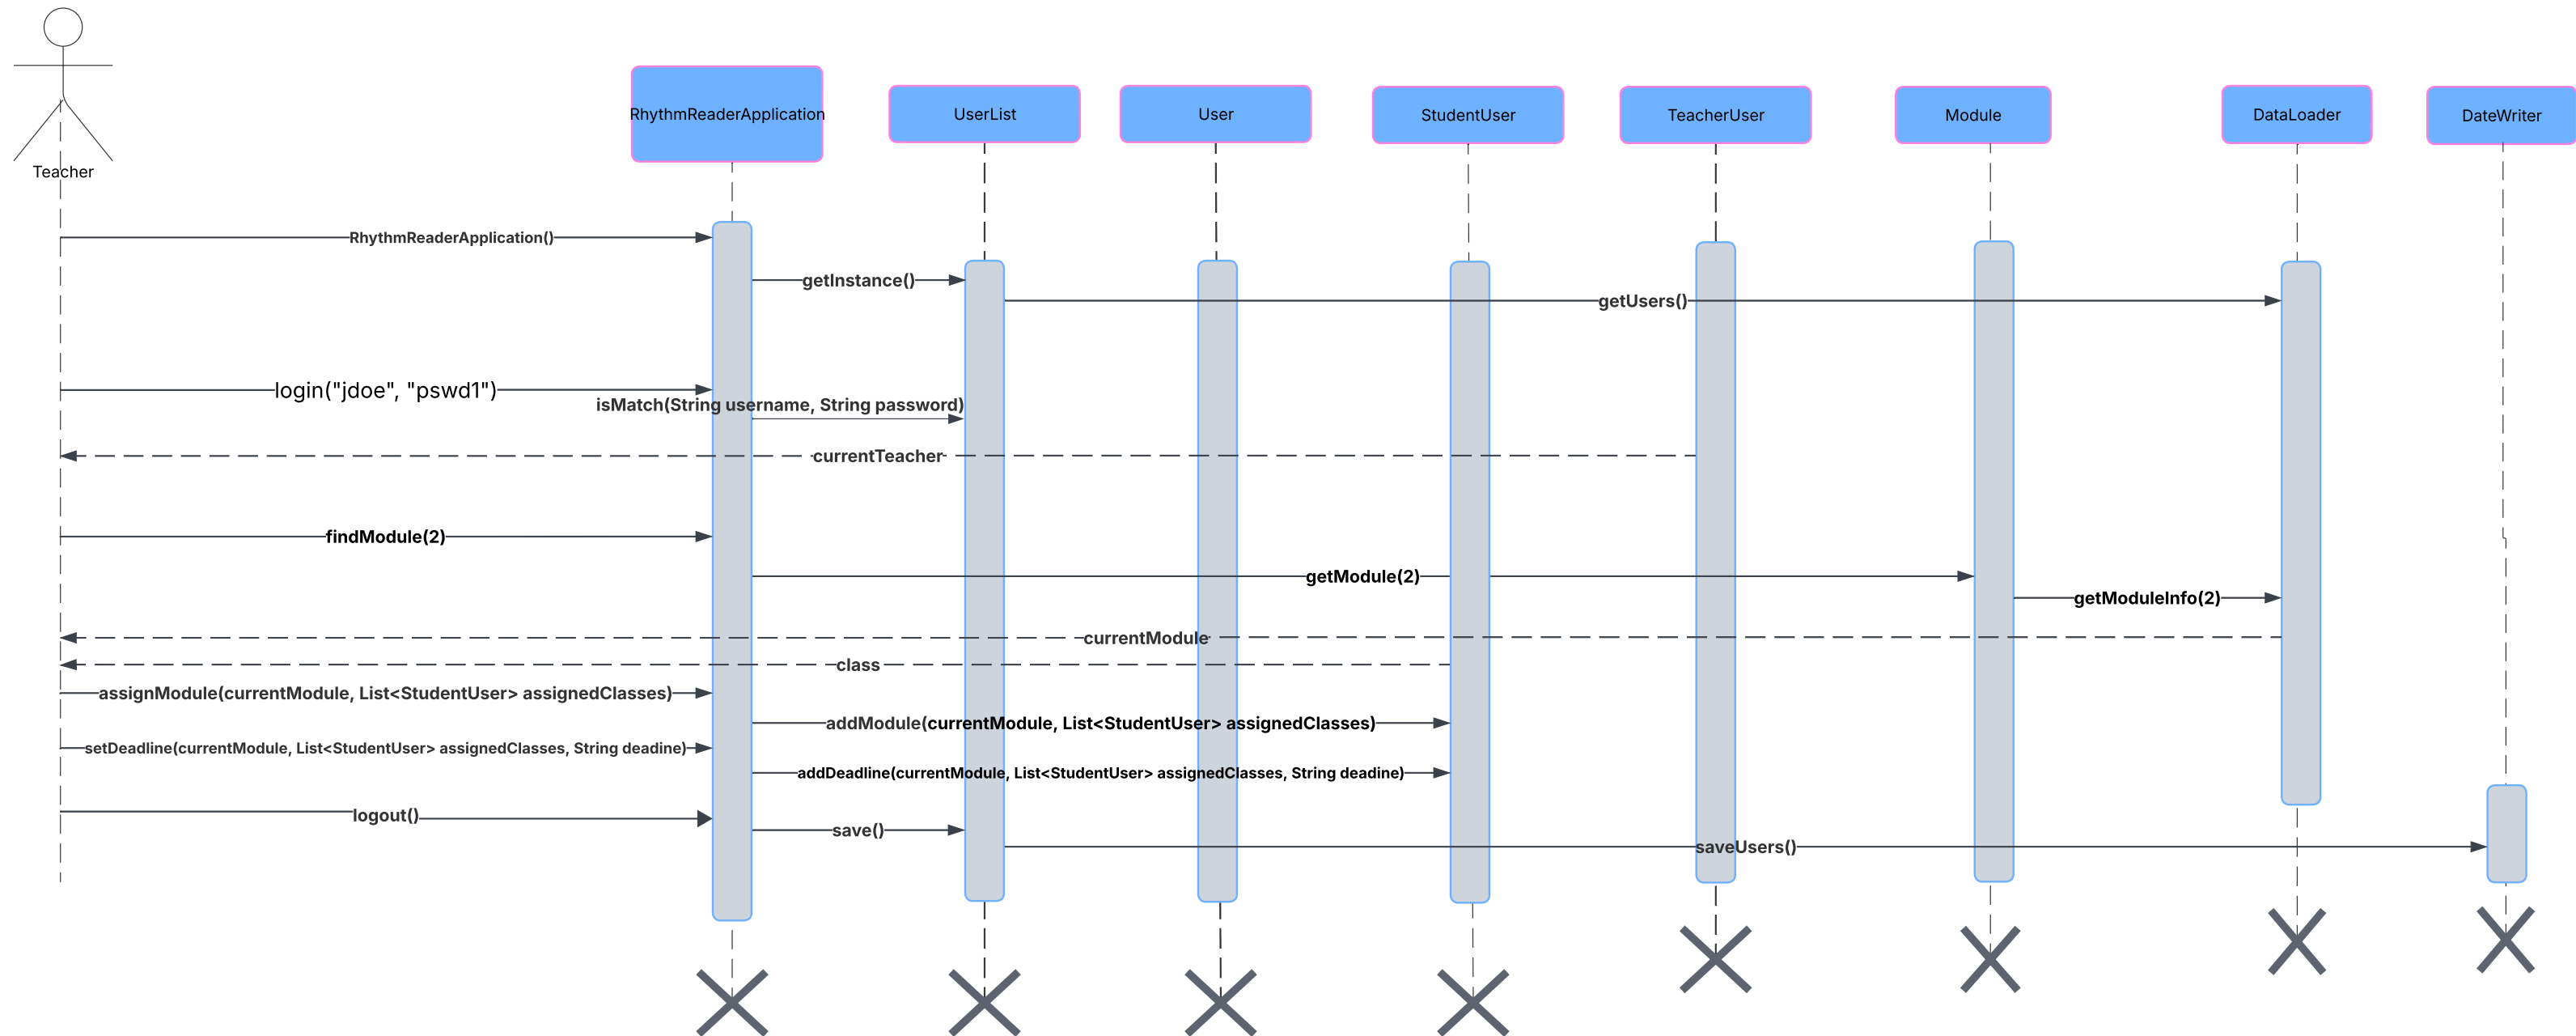 Teacher
RhythmReaderApplication
UserList
User
StudentUser
TeacherUser
Module
DataLoader
DateWriter
RhythmReaderApplication()
getInstance()
getUsers()
login("jdoe", "pswd1")
isMatch(String username, String password)
currentTeacher
findModule(2)
getModule(2)
getModuleInfo(2)
currentModule
class
assignModule(currentModule, List<StudentUser> assignedClasses)
addModule(currentModule, List<StudentUser> assignedClasses)
setDeadline(currentModule, List<StudentUser> assignedClasses, String deadine)
addDeadline(currentModule, List<StudentUser> assignedClasses, String deadine)
logout()
save()
saveUsers()